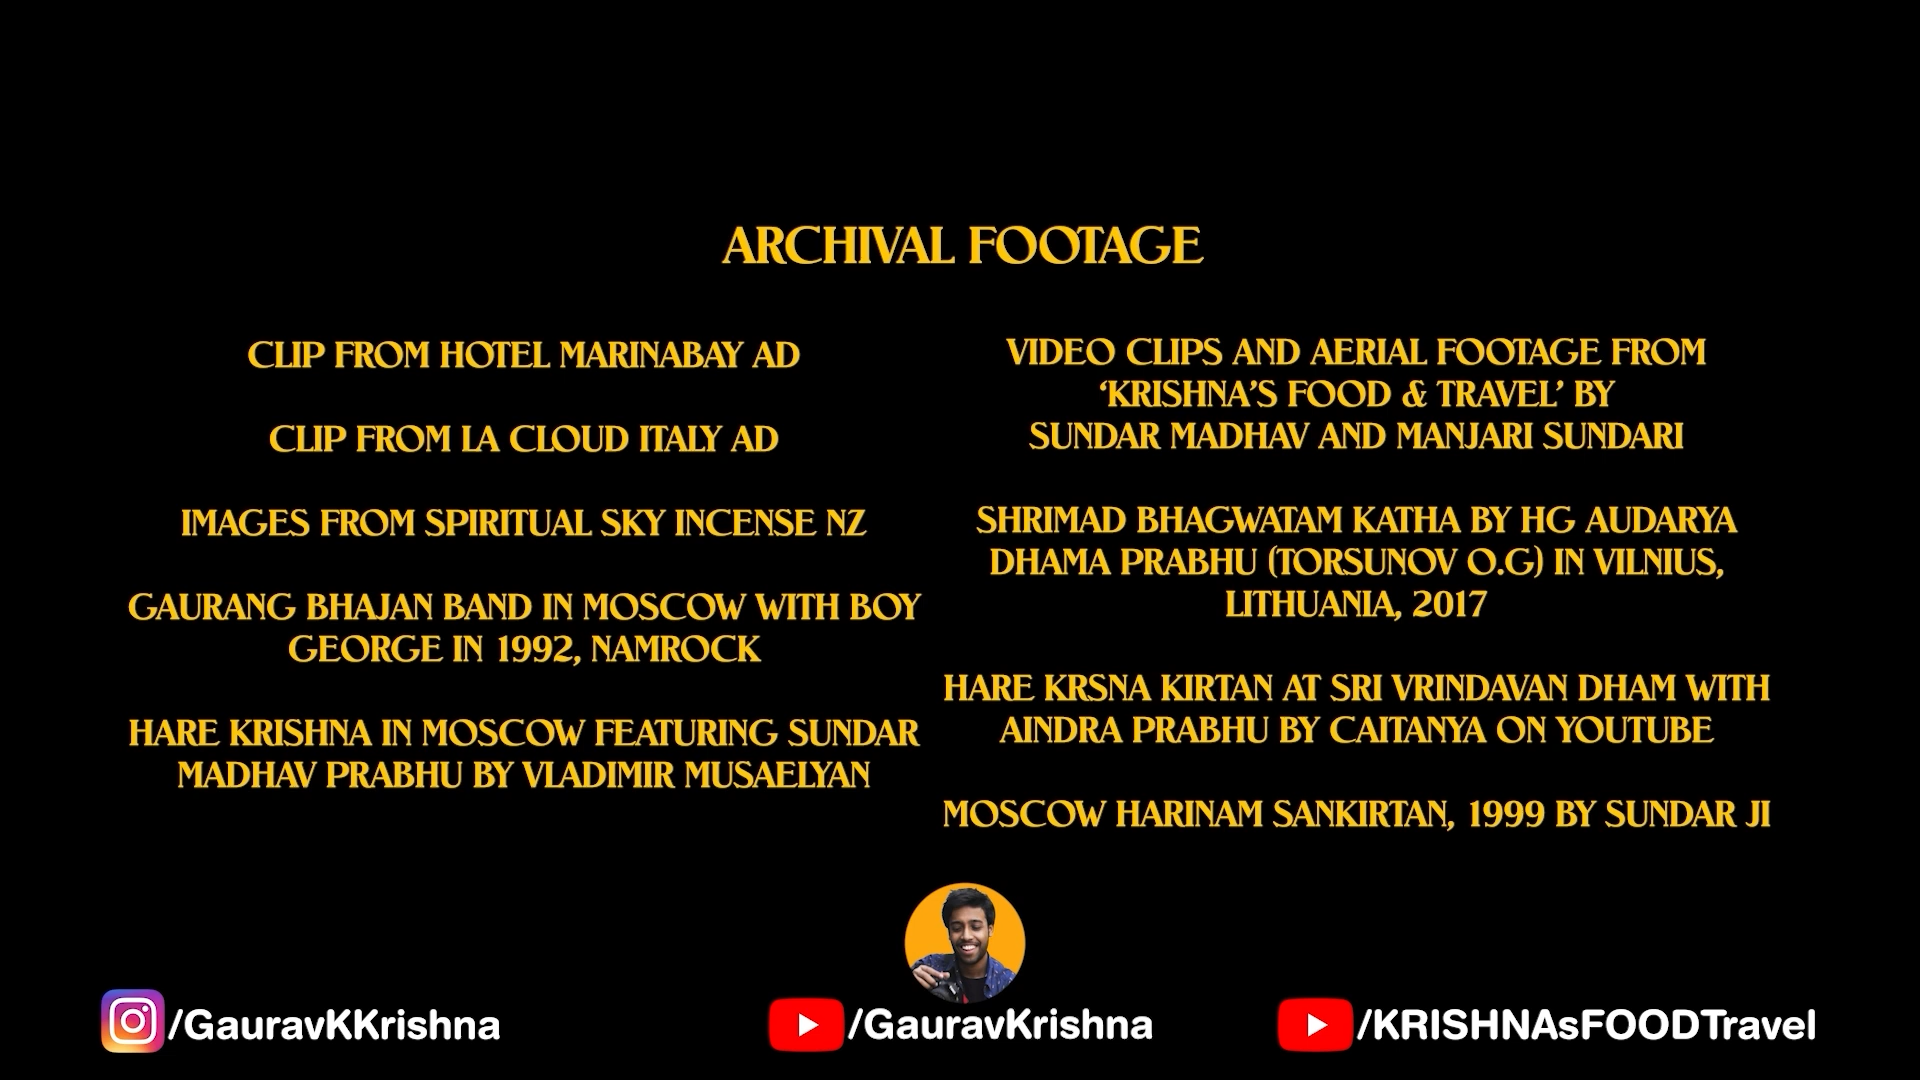 ARCHIVAL FOOTAGE
CLIP FROM HOTEL MARINABAY AD
CLIP FROM LA CLOUD ITALY AD
IMAGES FROM SPIRITUAL SKY INCENSE NZ
GAURANG BHAJAN BAND IN MOSCOW WITH BOY
GEORGE IN 1992, NAMROCK
HARE KRISHNA IN MOSCOW FEATURING SUNDAR
MADHAV PRABHU BY VLADIMIR MUSAELYAN
VIDEO CLIPS AND AERIAL FOOTAGE FROM
‘KRISHNA’S FOOD & TRAVEL’ BY
SUNDAR MADHAV AND MANJARI SUNDARI
SHRIMAD BHAGWATAM KATHA BY HG AUDARYA
DHAMA PRABHU (TORSUNOV O.G) IN VILNIUS,
LITHUANIA, 2017
HARE KRSNA KIRTAN AT SRI VRINDAVAN DHAM WITH
AINDRA PRABHU BY CAITANYA ON YOUTUBE
MOSCOW HARINAM SANKIRTAN, 1999 BY SUNDAR JI
/GauravKKrishna
/GauravKrishna
/KRISHNAsFOODTravel